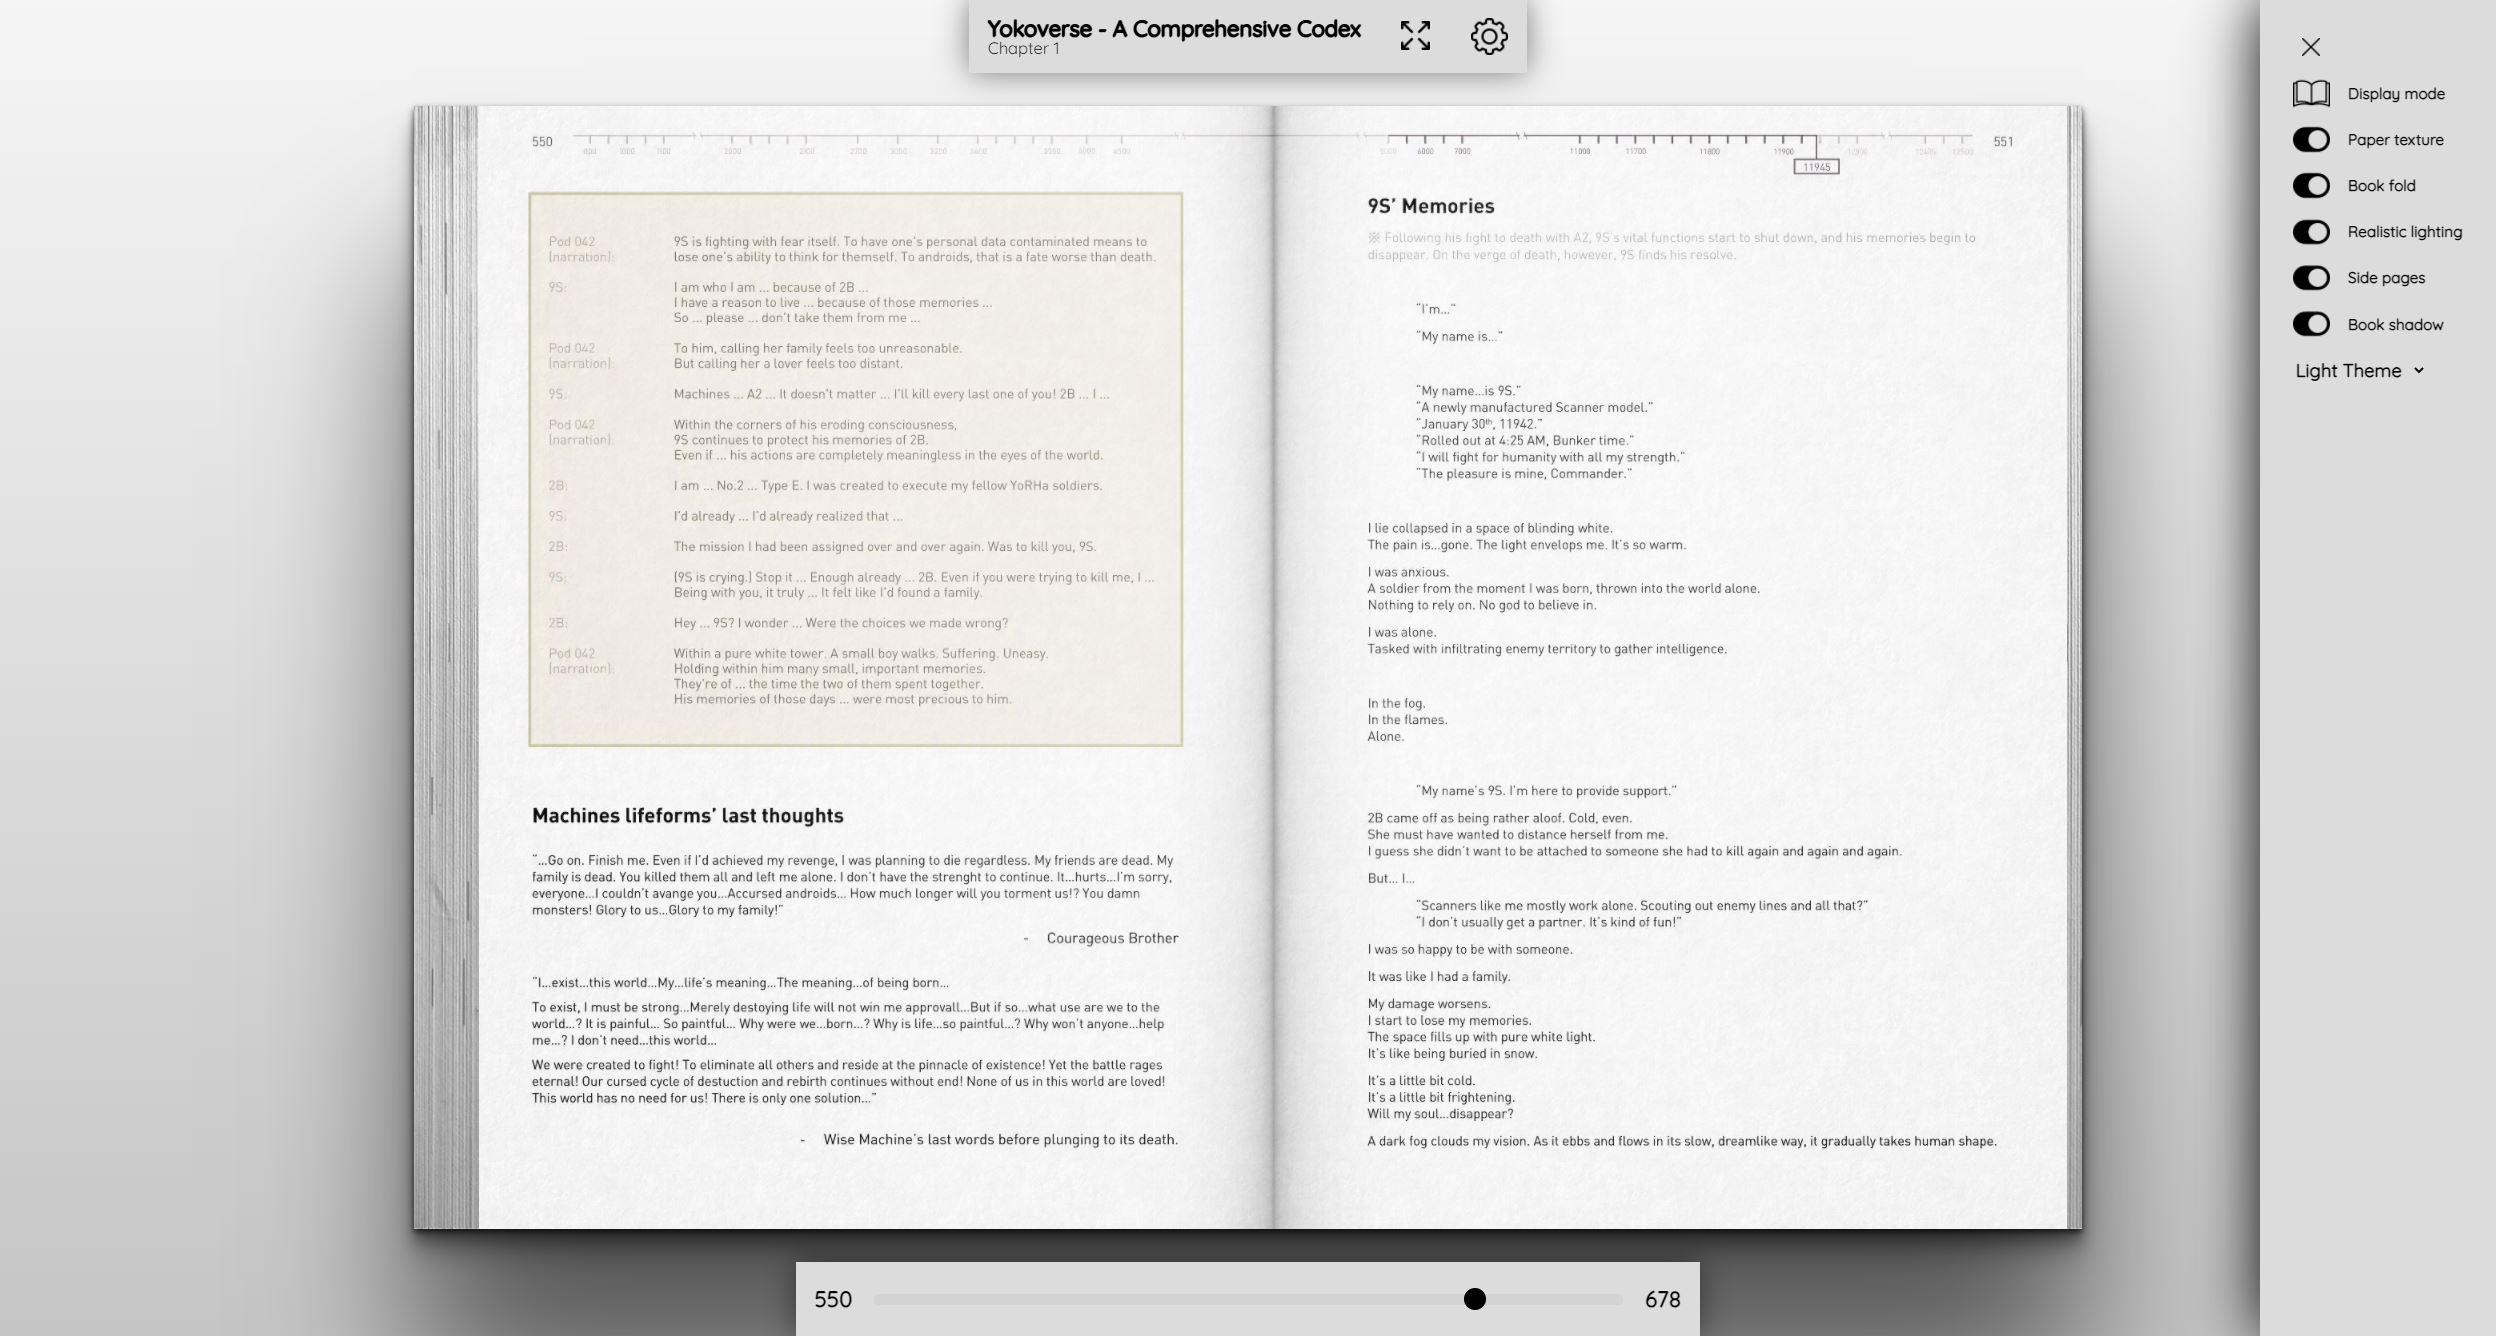 Yokoverse - A Comprehensive Codex
Chapter 1
550
2700
3000
3200
11945
6000
7000
11000
11700
11800
11900
551
Pod 042
[narration]:
9S is fighting with fear itself. To have one's personal data contaminated means to
lose one's ability to think for themself. To androids, that is a fate worse than death.
9S:
I am who I am ... because of 2B ...
I have a reason to live ... because of those memories ...
So ... please ... don't take them from me ...
Pod 042
[narration]:
To him, calling her family feels too unreasonable.
But calling her a lover feels too distant.
9S:
Machines ... A2 ... It doesn't matter ... I'll kill every last one of you! 2B ... I ...
Pod 042
[narration]:
Within the corners of his eroding consciousness,
9S continues to protect his memories of 2B.
Even if ... his actions are completely meaningless in the eyes of the world.
2B:
I am ... No.2 ... Type E. I was created to execute my fellow YoRHa soldiers.
9S:
I'd already ... I'd already realized that ...
2B:
The mission I had been assigned over and over again. Was to kill you, 9S.
9S:
[9S is crying.] Stop it ... Enough already ... 2B. Even if you were trying to kill me, I ...
Being with you, it truly ... It felt like I'd found a family.
2B:
Hey ... 9S? I wonder ... Were the choices we made wrong?
Pod 042
[narration]:
Within a pure white tower. A small boy walks. Suffering. Uneasy.
Holding within him many small, important memories.
They're of ... the time the two of them spent together.
His memories of those days ... were most precious to him.
Machines lifeforms' last thoughts
"...Go on. Finish me. Even if I'd achieved my revenge, I was planning to die regardless. My friends are dead. My
family is dead. You killed them all and left me alone. I don't have the strenght to continue. It...hurts...I'm sorry,
everyone...I couldn't avange you...Accursed androids... How much longer will you torment us!? You damn
monsters! Glory to us...Glory to my family!"
- Courageous Brother
"I...exist...this world...My...life's meaning...The meaning...of being born...
To exist, I must be strong...Merely destoying life will not win me approvall...But if so...what use are we to the
world...? It is painful... So paintful... Why were we...born...? Why is life...so paintful...? Why won't anyone...help
me...? I don't need...this world...
We were created to fight! To eliminate all others and reside at the pinnacle of existence! Yet the battle rages
eternal! Our cursed cycle of destuction and rebirth continues without end! None of us in this world are loved!
This world has no need for us! There is only one solution..."
- Wise Machine's last words before plunging to its death.
9S' Memories
※ Following his fight to death with A2, 9S's vital functions start to shut down, and his memories begin to
disappear. On the verge of death, however, 9S finds his resolve.
"I'm..."
"My name is..."
"My name...is 9S."
"A newly manufactured Scanner model."
"January 30th, 11942."
"Rolled out at 4:25 AM, Bunker time."
"I will fight for humanity with all my strength."
"The pleasure is mine, Commander."
I lie collapsed in a space of blinding white.
The pain is...gone. The light envelops me. It's so warm.
I was anxious.
A soldier from the moment I was born, thrown into the world alone.
Nothing to rely on. No god to believe in.
I was alone.
Tasked with infiltrating enemy territory to gather intelligence.
In the fog.
In the flames.
Alone.
"My name's 9S. I'm here to provide support."
2B came off as being rather aloof. Cold, even.
She must have wanted to distance herself from me.
I guess she didn't want to be attached to someone she had to kill again and again and again.
But... I...
"Scanners like me mostly work alone. Scouting out enemy lines and all that?"
"I don't usually get a partner. It's kind of fun!"
I was so happy to be with someone.
It was like I had a family.
My damage worsens.
I start to lose my memories.
The space fills up with pure white light.
It's like being buried in snow.
It's a little bit cold.
It's a little bit frightening.
Will my soul...disappear?
A dark fog clouds my vision. As it ebbs and flows in its slow, dreamlike way, it gradually takes human shape.
550
678
Display mode
Paper texture
Book fold
Realistic lighting
Side pages
Book shadow
Light Theme